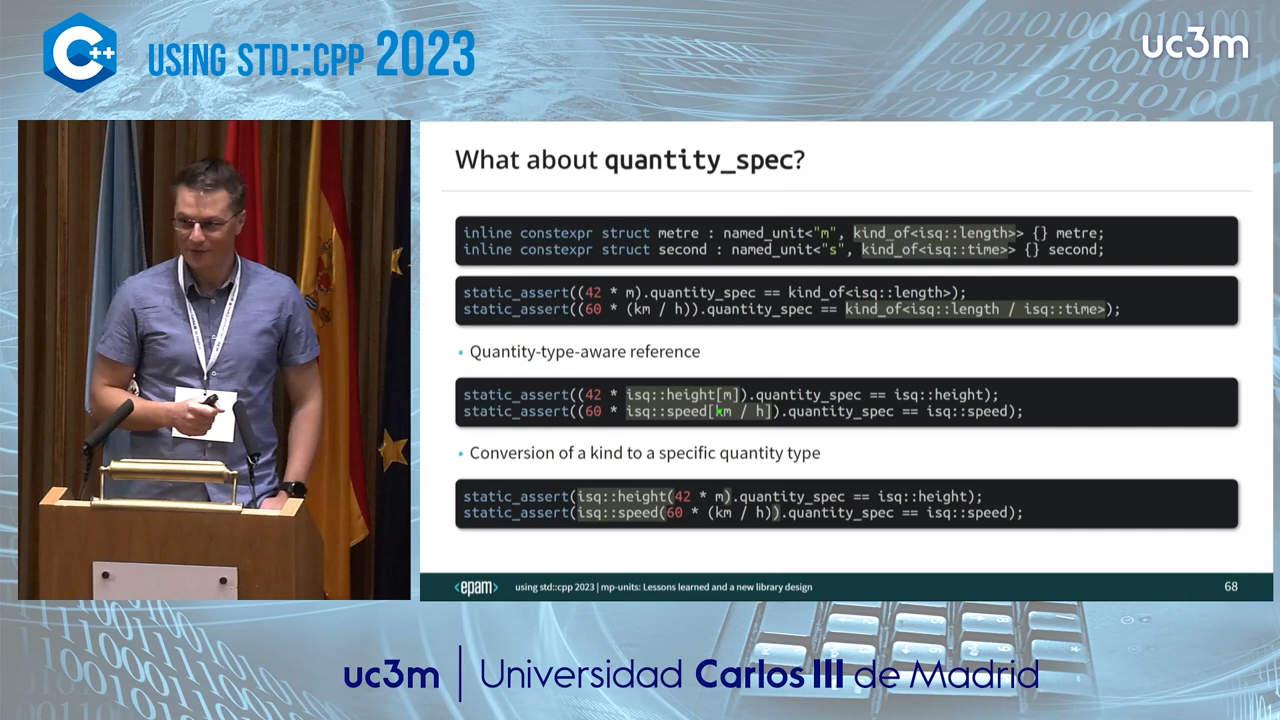 C++
USING STD::CPP 2023
uc3m
What about quantity_spec?
inline constexpr struct metre : named_unit<"m", kind_of<isq::length>> {} metre;
inline constexpr struct second : named_unit<"s", kind_of<isq::time>> {} second;
static_assert((42 * m).quantity_spec == kind_of<isq::length>);
static_assert((60 * (km / h)).quantity_spec == kind_of<isq::length / isq::time>);
• Quantity-type-aware reference
static_assert((42 * isq::height[m]).quantity_spec == isq::height);
static_assert((60 * isq::speed[km / h]).quantity_spec == isq::speed);
• Conversion of a kind to a specific quantity type
static_assert(isq::height(42 * m).quantity_spec == isq::height);
static_assert(isq::speed(60 * (km / h)).quantity_spec == isq::speed);
<epam>
using std::cpp 2023 | mp-units: Lessons learned and a new library design
68
uc3m | Universidad Carlos III de Madrid